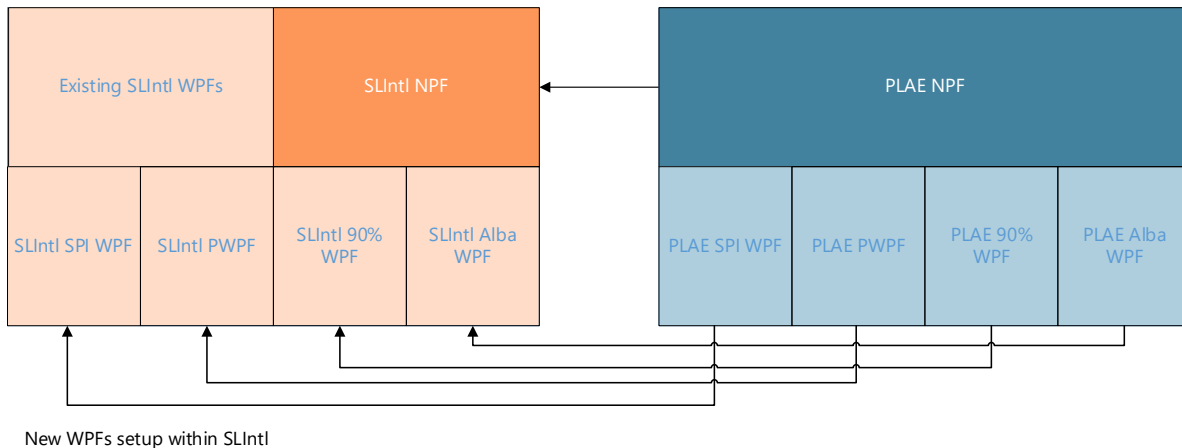 Existing SLIntl WPFs
SLIntl NPF
PLAE NPF
SLIntl SPI WPF
SLIntl PWPF
SLIntl 90%
WPF
SLIntl Alba
WPF
PLAE SPI WPF
PLAE PWPF
PLAE 90%
WPF
PLAE Alba
WPF
New WPFs setup within SLIntl